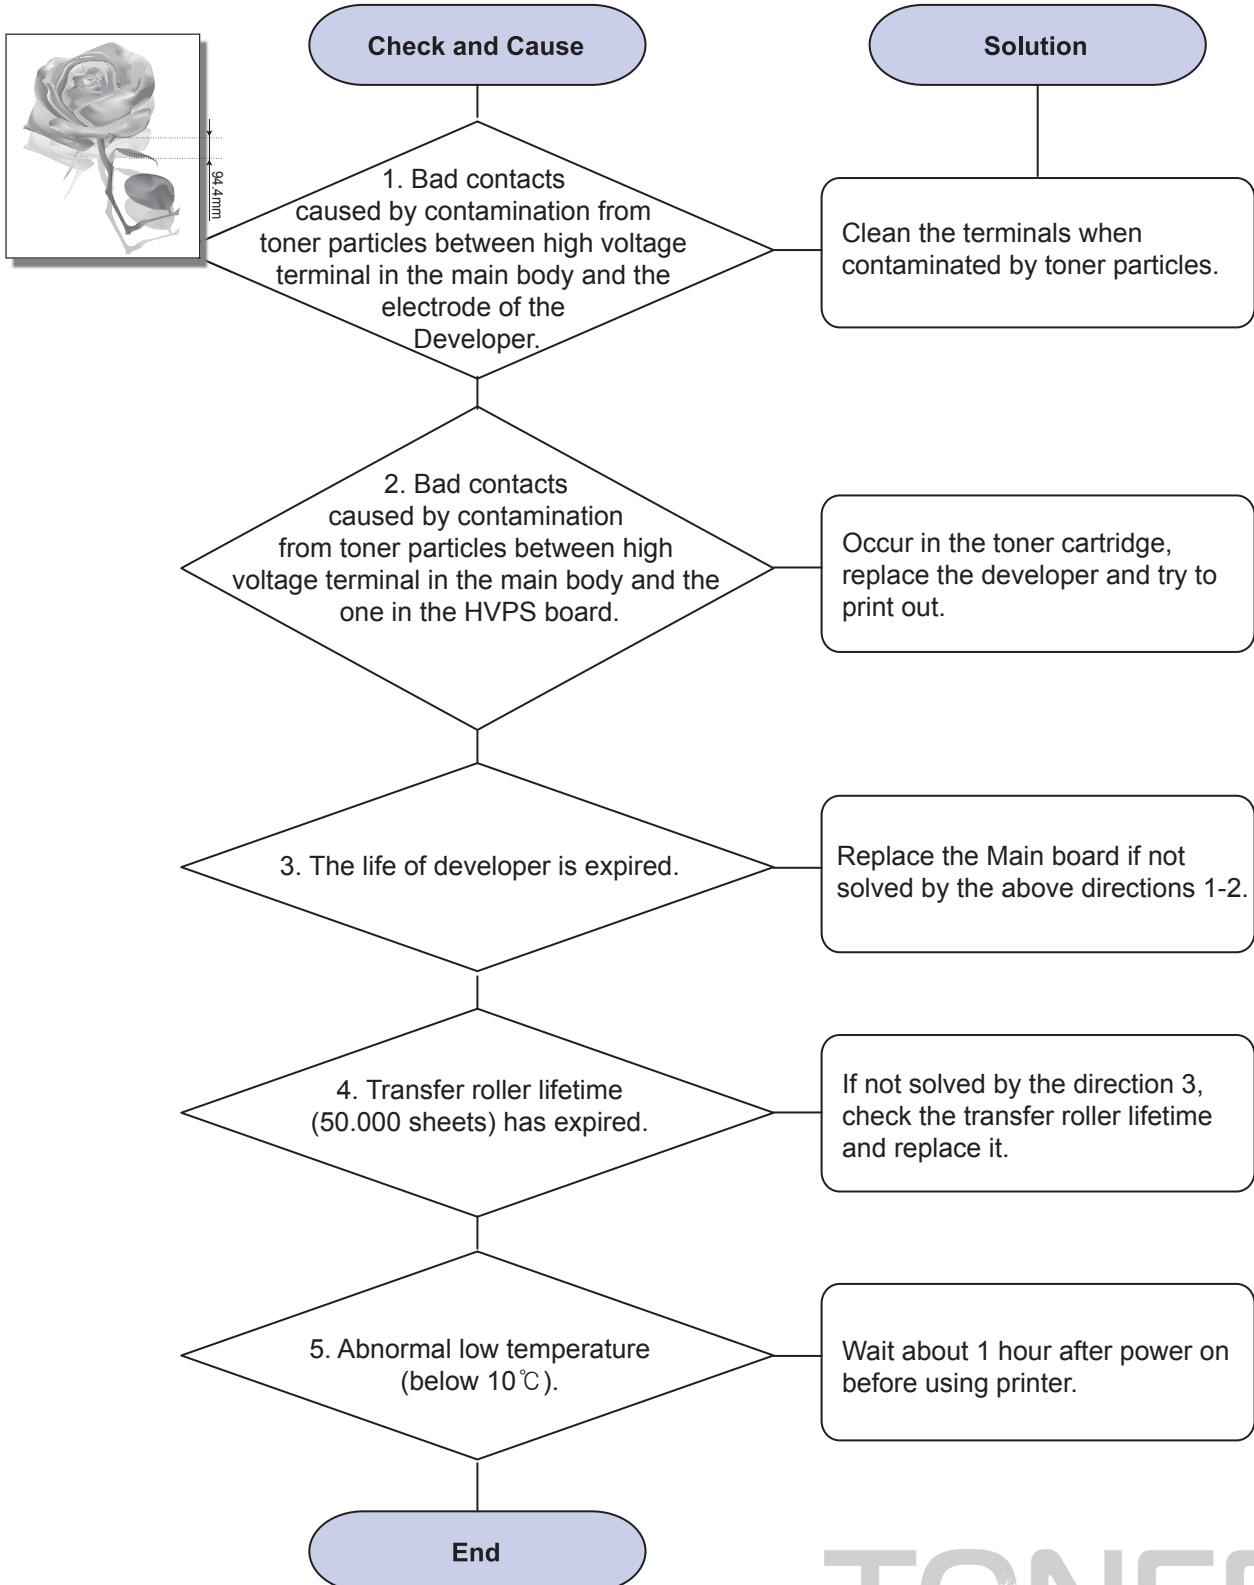 Check and Cause
Solution
94.4mm
1. Bad contacts
caused by contamination from
toner particles between high voltage
terminal in the main body and the
electrode of the
Developer.
Clean the terminals when
contaminated by toner particles.
2. Bad contacts
caused by contamination
from toner particles between high
voltage terminal in the main body and the
one in the HVPS board.
Occur in the toner cartridge,
replace the developer and try to
print out.
3. The life of developer is expired.
Replace the Main board if not
solved by the above directions 1-2.
4. Transfer roller lifetime
(50.000 sheets) has expired.
If not solved by the direction 3,
check the transfer roller lifetime
and replace it.
5. Abnormal low temperature
(below 10℃).
Wait about 1 hour after power on
before using printer.
End